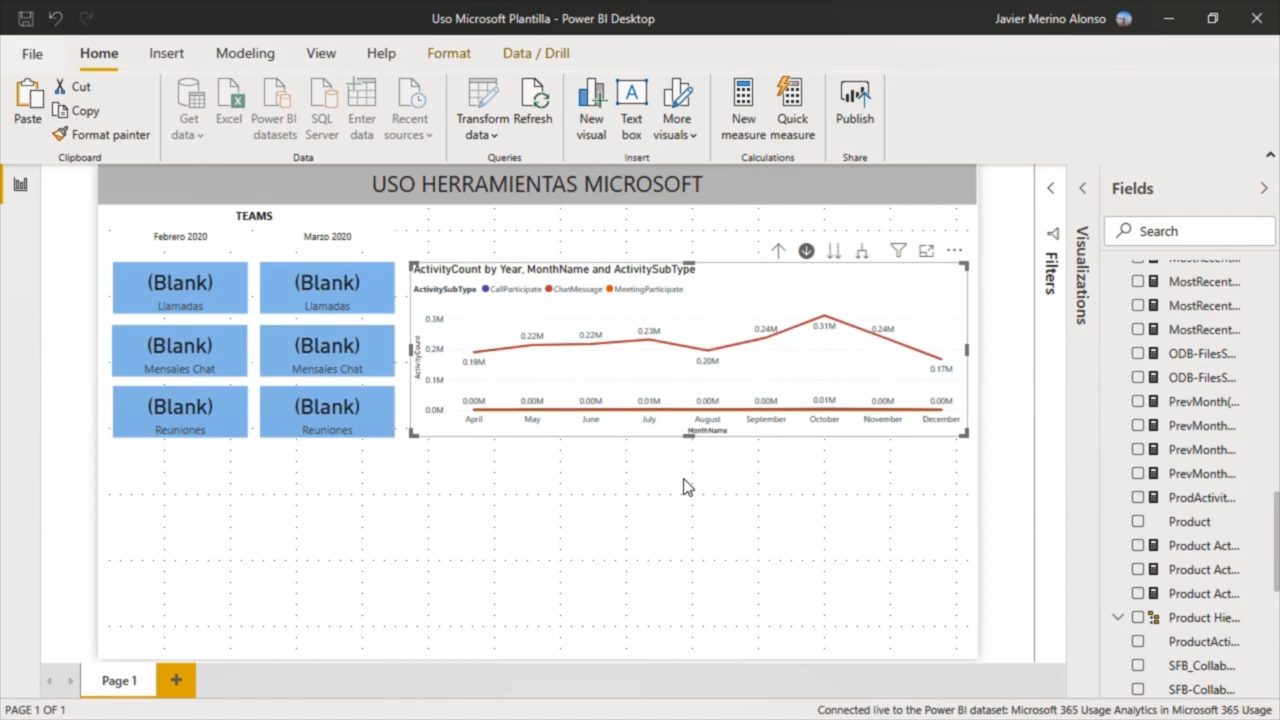 Uso Microsoft Plantilla - Power BI Desktop
Javier Merino Alonso
File Home Insert Modeling View Help Format Data / Drill
Paste
Cut
Copy
Format painter
Clipboard
Get data
Excel
Power BI datasets
SQL Server
Enter data
Recent sources
Data
Transform data
Refresh
Queries
New visual
Text box
More visuals
Insert
New measure
Quick measure
Calculations
Publish
Share
USO HERRAMIENTAS MICROSOFT
TEAMS
Febrero 2020 Marzo 2020
(Blank) (Blank)
Llamadas Llamadas
(Blank) (Blank)
Mensajes Chat Mensajes Chat
(Blank) (Blank)
Reuniones Reuniones
ActivityCount by Year, MonthName and ActivitySubType
ActivitySubType CallParticipate ChatMessage MeetingParticipate
ActivityCount
0.3M
0.2M
0.1M
0.0M
0.19M 0.22M 0.22M 0.23M 0.20M 0.24M 0.31M 0.24M 0.17M
0.00M 0.00M 0.00M 0.01M 0.00M 0.00M 0.01M 0.00M 0.00M
April May June July August September October November December
MonthName
Filters
Visualizations
Fields
Search
MostRecent...
MostRecent...
MostRecent...
ODB-FilesS...
ODB-FilesS...
PrevMonth(...
PrevMonth...
PrevMonth...
PrevMonth...
ProdActivit...
Product
Product Act...
Product Act...
Product Act...
Product Hie...
ProductActi...
SFB_Collab...
SFB-Collab...
Page 1
PAGE 1 OF 1
Connected live to the Power BI dataset: Microsoft 365 Usage Analytics in Microsoft 365 Usage